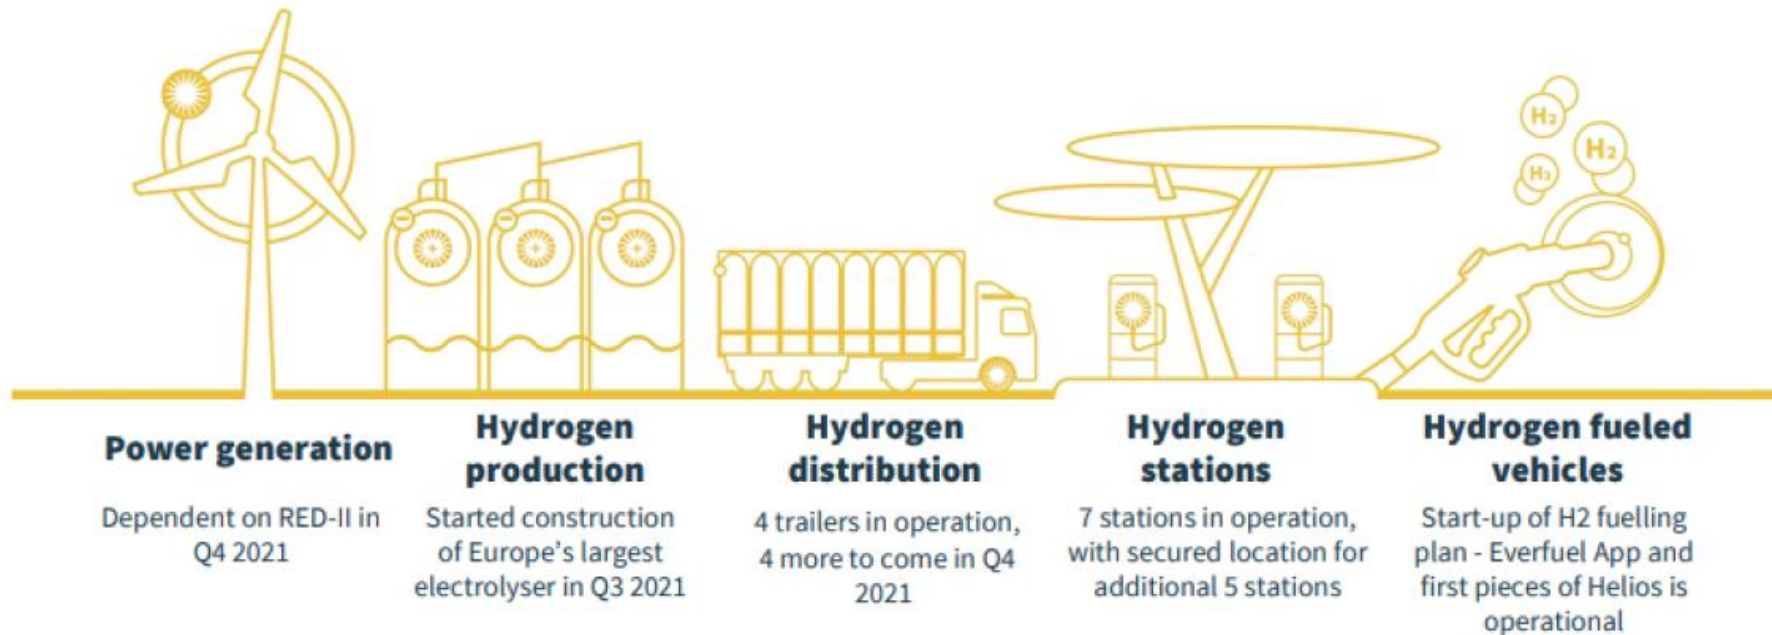 H₂
H₂
H₂
Power generation
Dependent on RED-II in
Q4 2021
Hydrogen
production
Started construction
of Europe's largest
electrolyser in Q3 2021
Hydrogen
distribution
4 trailers in operation,
4 more to come in Q4
2021
Hydrogen
stations
7 stations in operation,
with secured location for
additional 5 stations
Hydrogen fueled
vehicles
Start-up of H2 fuelling
plan - Everfuel App and
first pieces of Helios is
operational